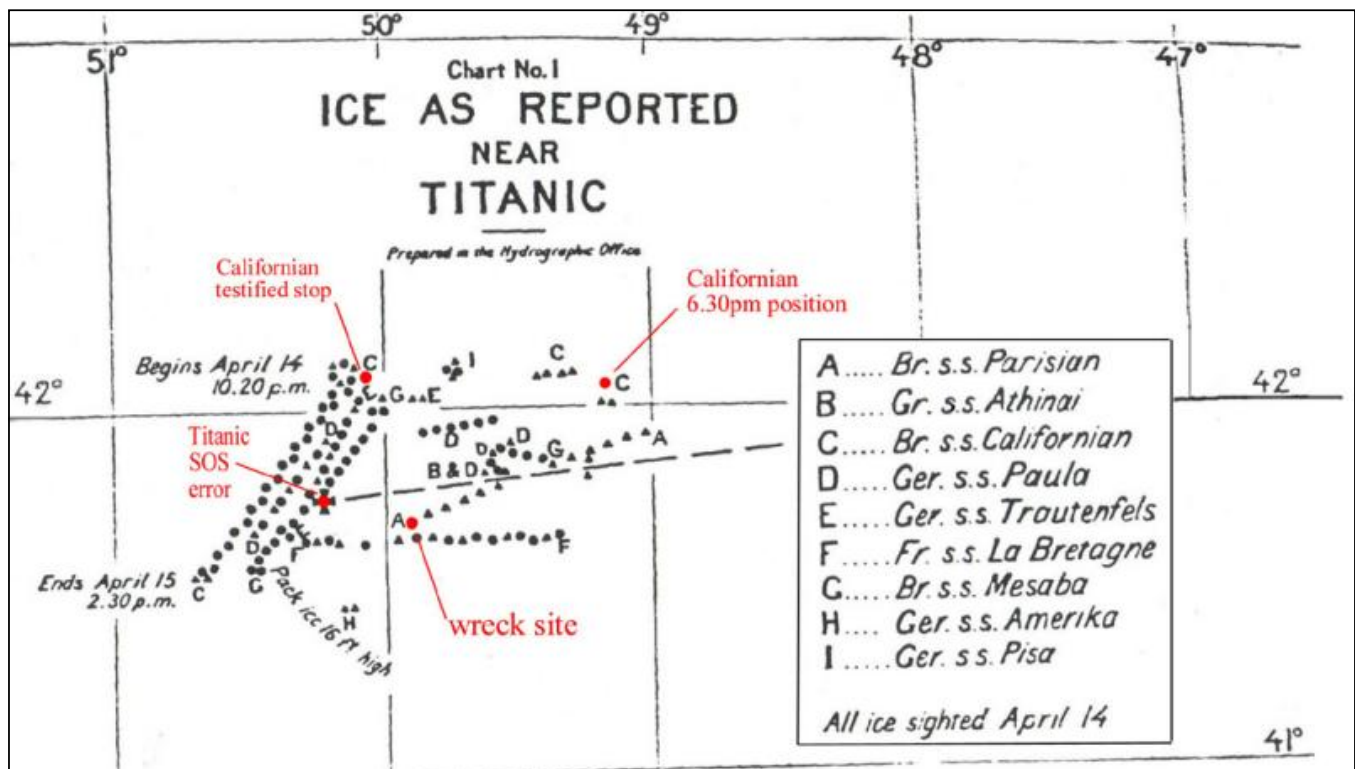 50°
49°
51°
48°
47°
Chart No. 1
ICE AS REPORTED
NEAR
TITANIC
Prepared in the Hydrographic Office
Californian
testified stop
Californian
6.30pm position
Begins April 14
10.20 p.m.
C
I
C
C
42°
42°
F
G
E
D
D
D
D
G
A
B & D
Titanic
SOS
error
A
F
F
D
G
Ends April 15
2.30 p.m.
C
Pack ice 16 ft high
H
wreck site
A ..... Br. s.s. Parisian
B ..... Gr. s.s. Athinai
C ..... Br. s.s. Californian
D ..... Ger. s.s. Paula
E ..... Ger. s.s. Trautenfels
F ..... Fr. s.s. La Bretagne
G ..... Br. s.s. Mesaba
H .... Ger. s.s. Amerika
I ..... Ger. s.s. Pisa
All ice sighted April 14
41°